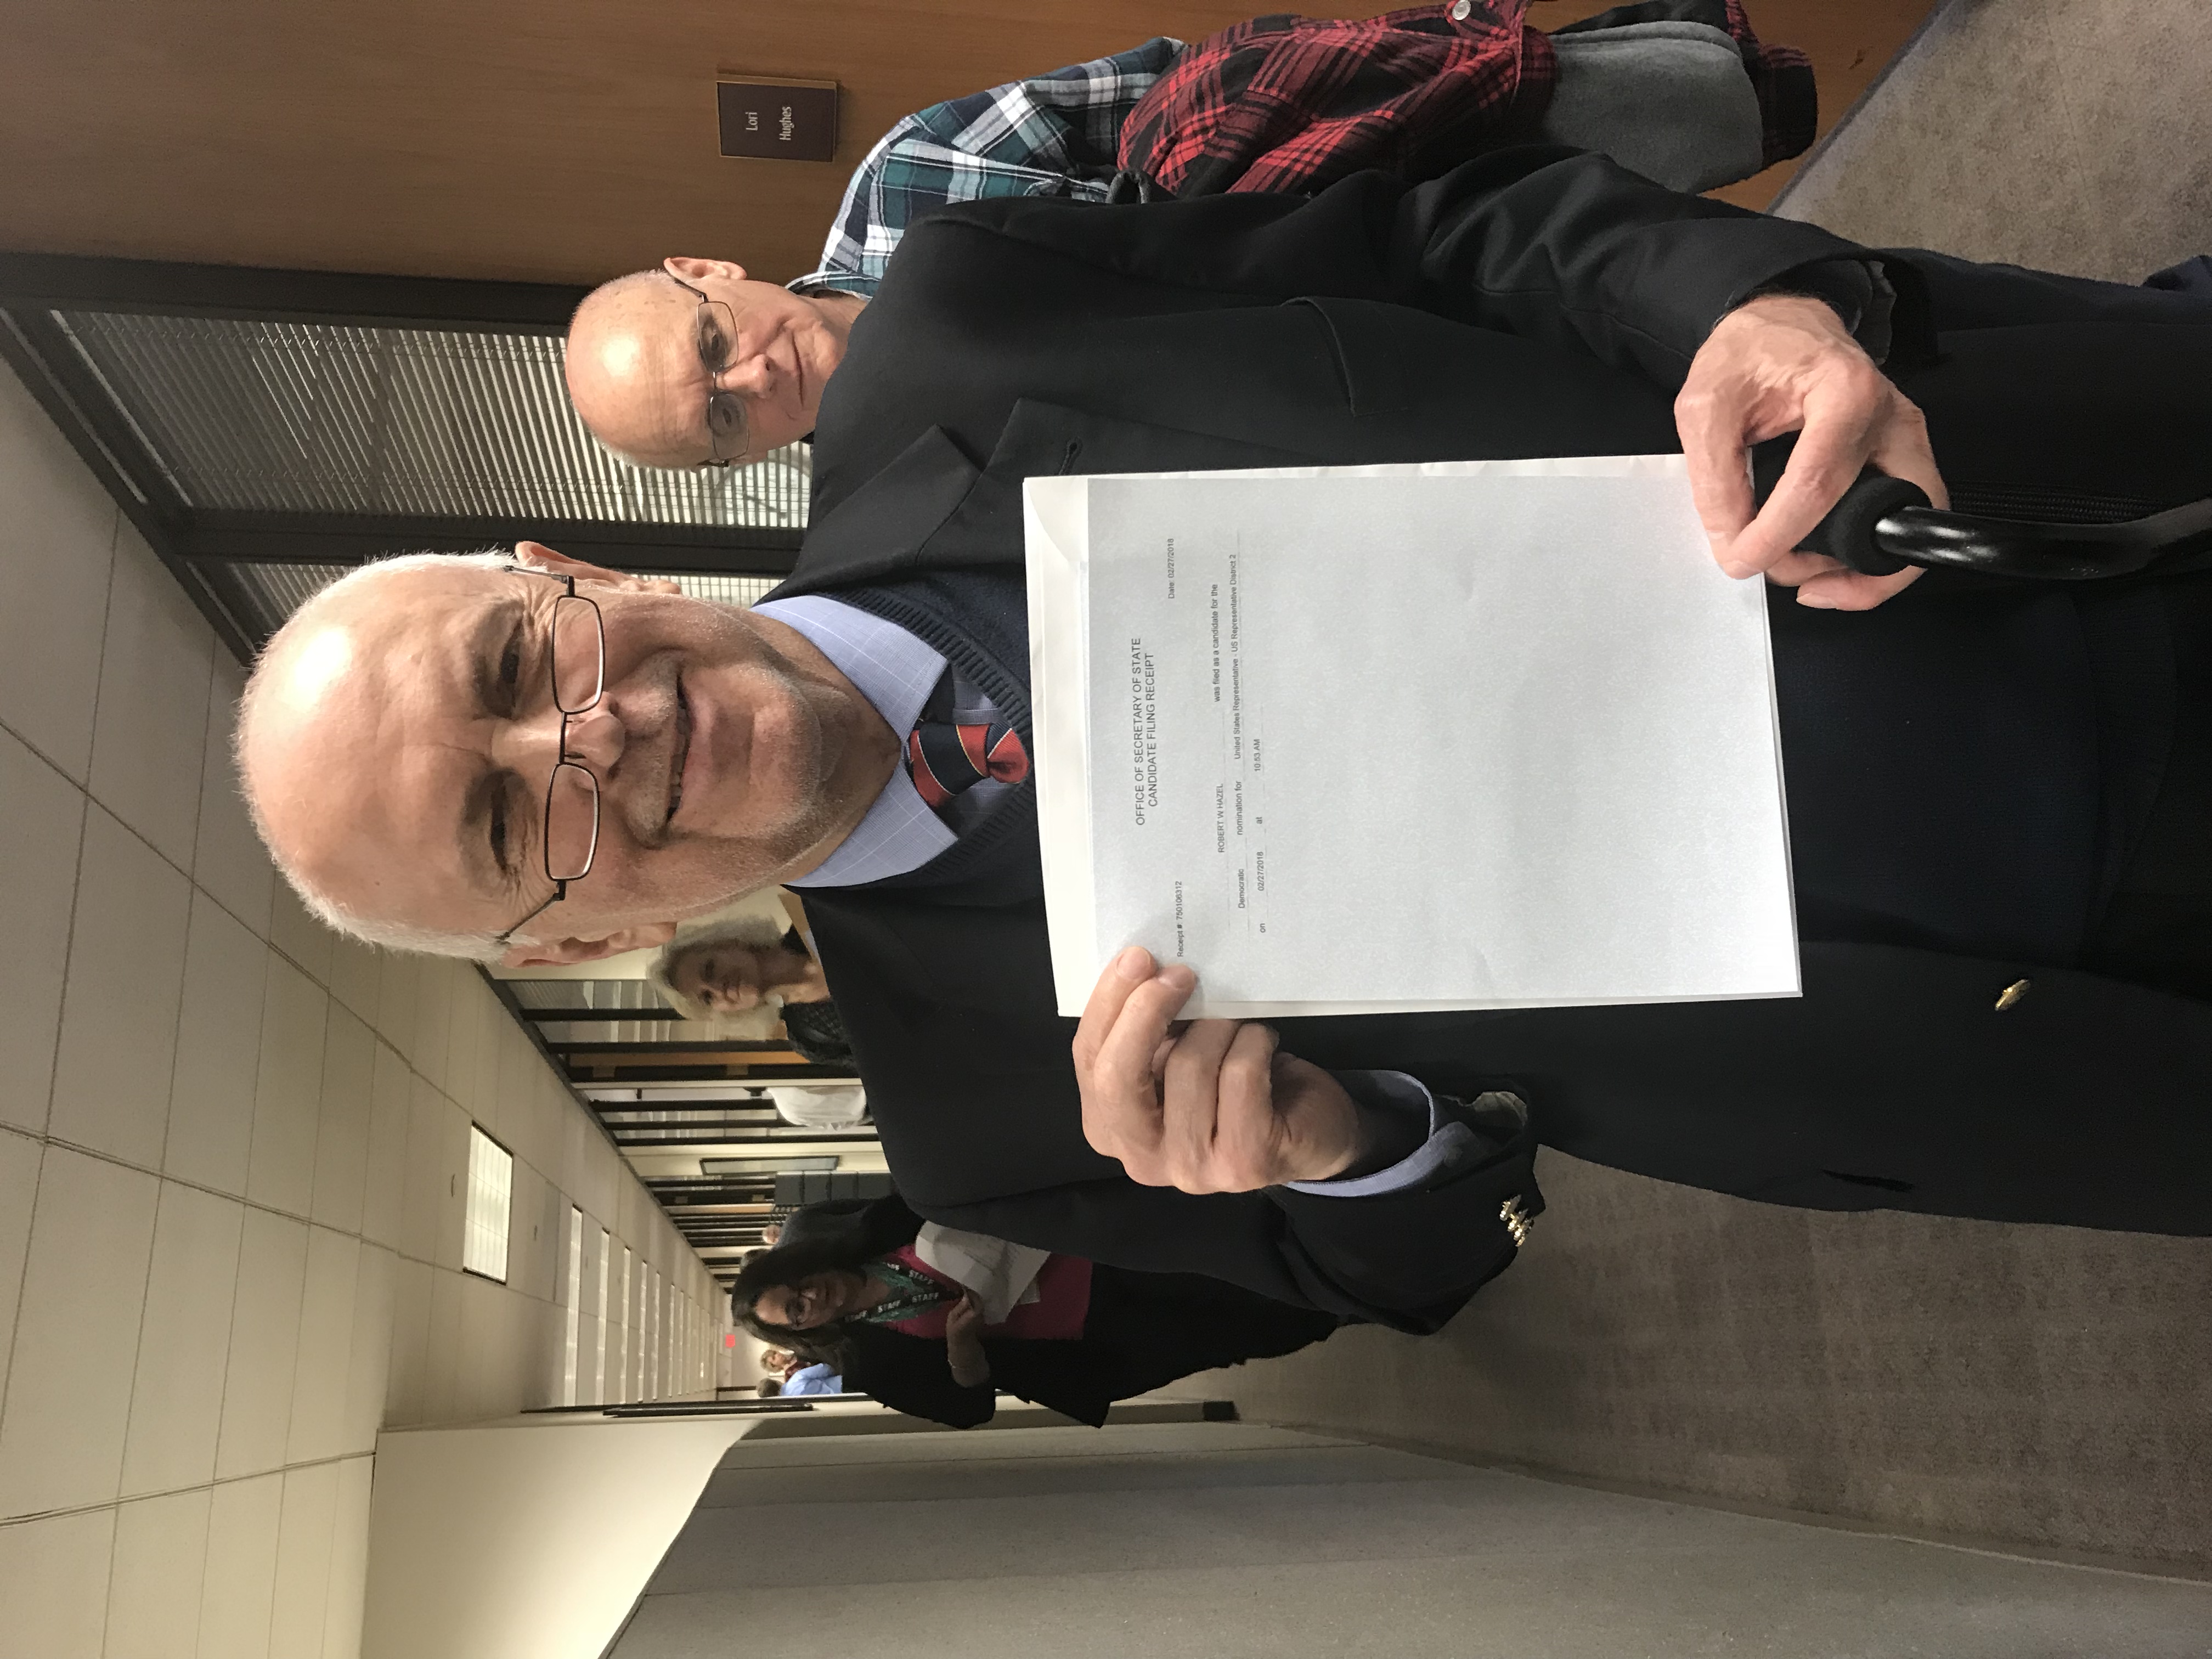 Lori
Hughes
OFFICE OF SECRETARY OF STATE
CANDIDATE FILING RECEIPT
Receipt #: 750106312 Date: 02/27/2018
ROBERT W HAZEL was filed as a candidate for the
Democratic nomination for United States Representative - US Representative District 2
on 02/27/2018 at 10:53 AM